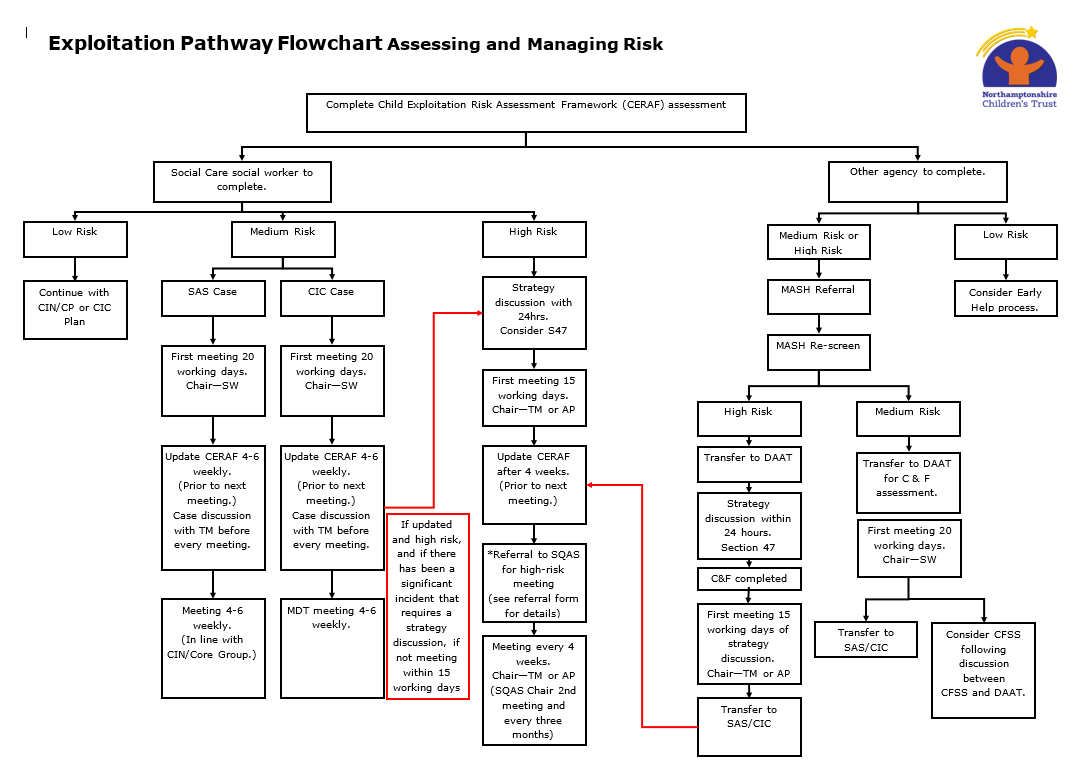 Exploitation Pathway Flowchart Assessing and Managing Risk
Northamptonshire
Children's Trust
Complete Child Exploitation Risk Assessment Framework (CERAF) assessment
Social Care social worker to
complete.
Other agency to complete.
Low Risk
Medium Risk
High Risk
Medium Risk or
High Risk
Low Risk
Continue with
CIN/CP or CIC
Plan
SAS Case
CIC Case
Strategy
discussion with
24hrs.
Consider S47
MASH Referral
Consider Early
Help process.
MASH Re-screen
First meeting 20
working days.
Chair—SW
First meeting 20
working days.
Chair—SW
First meeting 15
working days.
Chair—TM or AP
High Risk
Medium Risk
Update CERAF 4-6
weekly.
(Prior to next
meeting.)
Case discussion
with TM before
every meeting.
Update CERAF 4-6
weekly.
(Prior to next
meeting.)
Case discussion
with TM before
every meeting.
Update CERAF
after 4 weeks.
(Prior to next
meeting.)
Transfer to DAAT
Transfer to DAAT
for C & F
assessment.
Strategy
discussion within
24 hours.
Section 47
If updated
and high risk,
and if there
has been a
significant
incident that
requires a
strategy
discussion, if
not meeting
within 15
working days
First meeting 20
working days.
Chair—SW
*Referral to SQAS
for high-risk
meeting
(see referral form
for details)
C&F completed
Meeting 4-6
weekly.
(In line with
CIN/Core Group.)
MDT meeting 4-6
weekly.
First meeting 15
working days of
strategy
discussion.
Chair—TM or AP
Transfer to
SAS/CIC
Consider CFSS
following
discussion
between
CFSS and DAAT.
Meeting every 4
weeks.
Chair—TM or AP
(SQAS Chair 2nd
meeting and
every three
months)
Transfer to
SAS/CIC